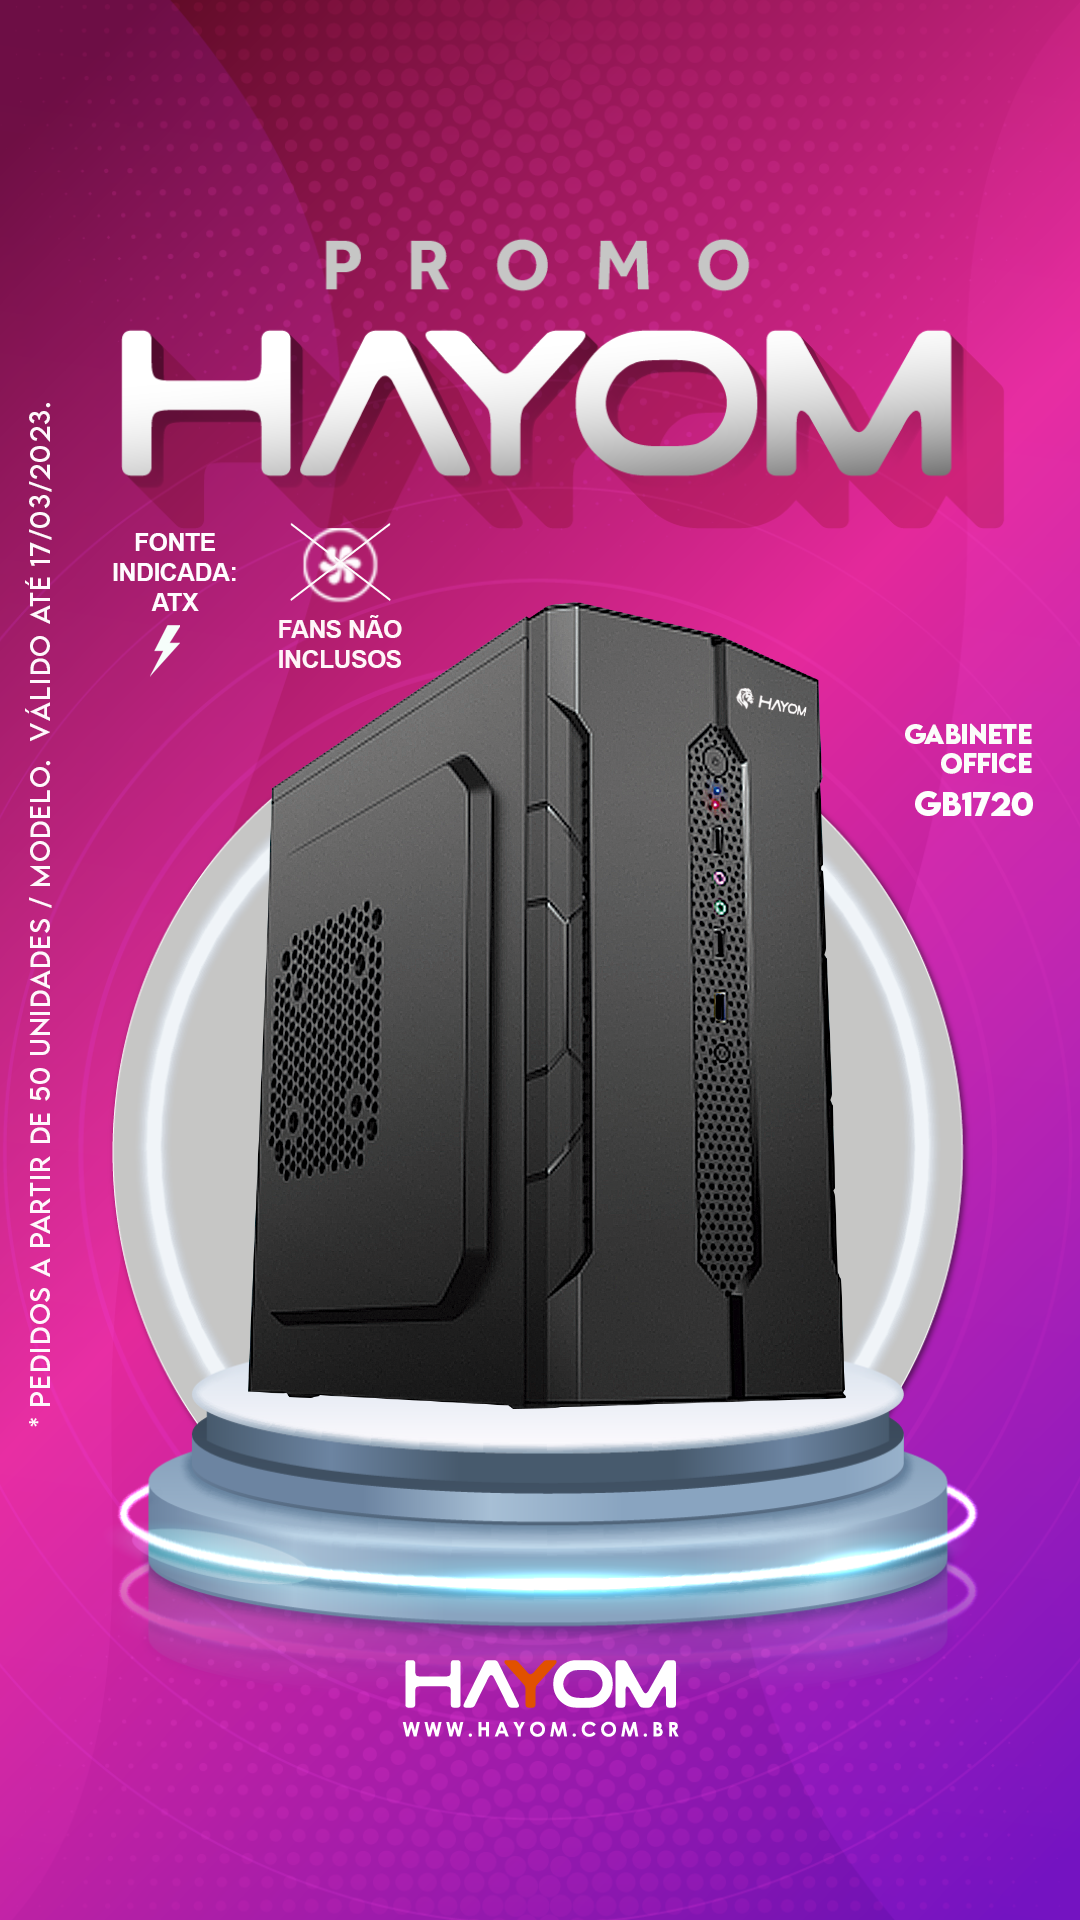 PROMO
HAYOM
FONTE
INDICADA:
ATX
FANS NÃO
INCLUSOS
HAYOM
GABINETE
OFFICE
GB1720
* PEDIDOS A PARTIR DE 50 UNIDADES / MODELO. VÁLIDO ATÉ 17/03/2023.
HAYOM
WWW.HAYOM.COM.BR